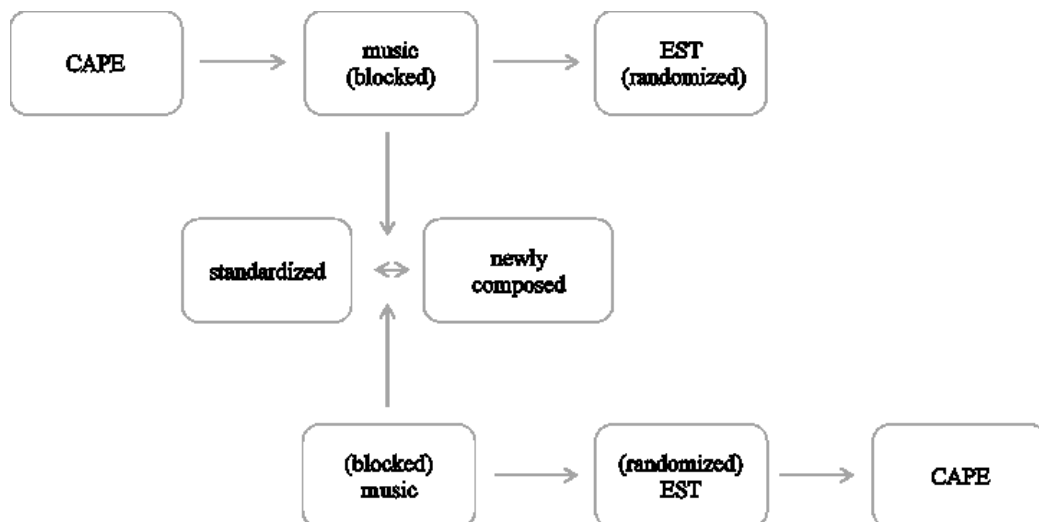 CAPE
music
(blocked)
EST
(randomized)
standardized
newly
composed
(blocked)
music
(randomized)
EST
CAPE